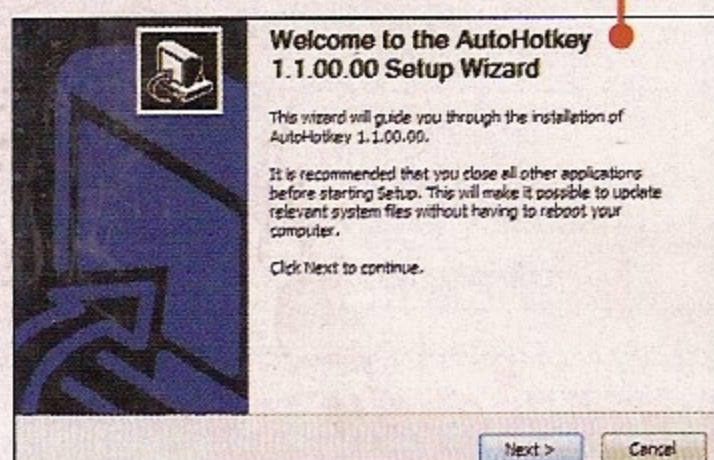 Welcome to the AutoHotkey
1.1.00.00 Setup Wizard
This wizard will guide you through the installation of
AutoHotkey 1.1.00.00.
It is recommended that you close all other applications
before starting Setup. This will make it possible to update
relevant system files without having to reboot your
computer.
Click Next to continue.
Next >
Cancel